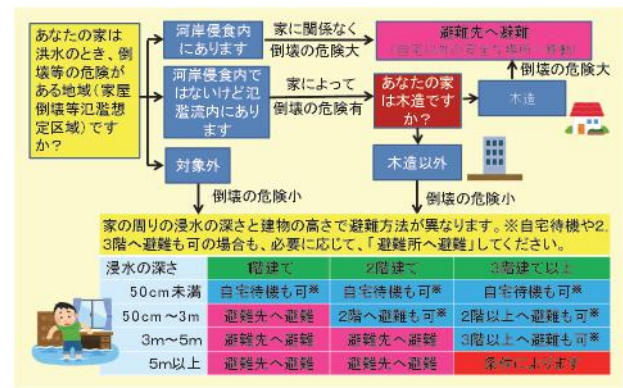 あなたの家は
洪水のとき、倒
壊等の危険が
ある地域(家屋
倒壊等氾濫想
定区域)です
か?
河岸侵食内
にあります
家に関係なく
倒壊の危険大
避難先へ避難
河岸侵食内で
はないけど氾
濫流内にあり
ます
家によって
倒壊の危険有
あなたの家
は木造です
か?
倒壊の危険大
木造
対象外
木造以外
倒壊の危険小
倒壊の危険小
家の周りの浸水の深さと建物の高さで避難方法が異なります。※自宅待機や2,
3階へ避難も可の場合も、必要に応じて、「避難所へ避難」してください。
浸水の深さ 1階建て 2階建て 3階建て以上
50cm未満 自宅待機も可※ 自宅待機も可※ 自宅待機も可※
50cm~3m 避難先へ避難 2階へ避難も可※ 2階以上へ避難も可※
3m~5m 避難先へ避難 避難先へ避難 3階以上へ避難も可※
5m以上 避難先へ避難 避難先へ避難 条件によります